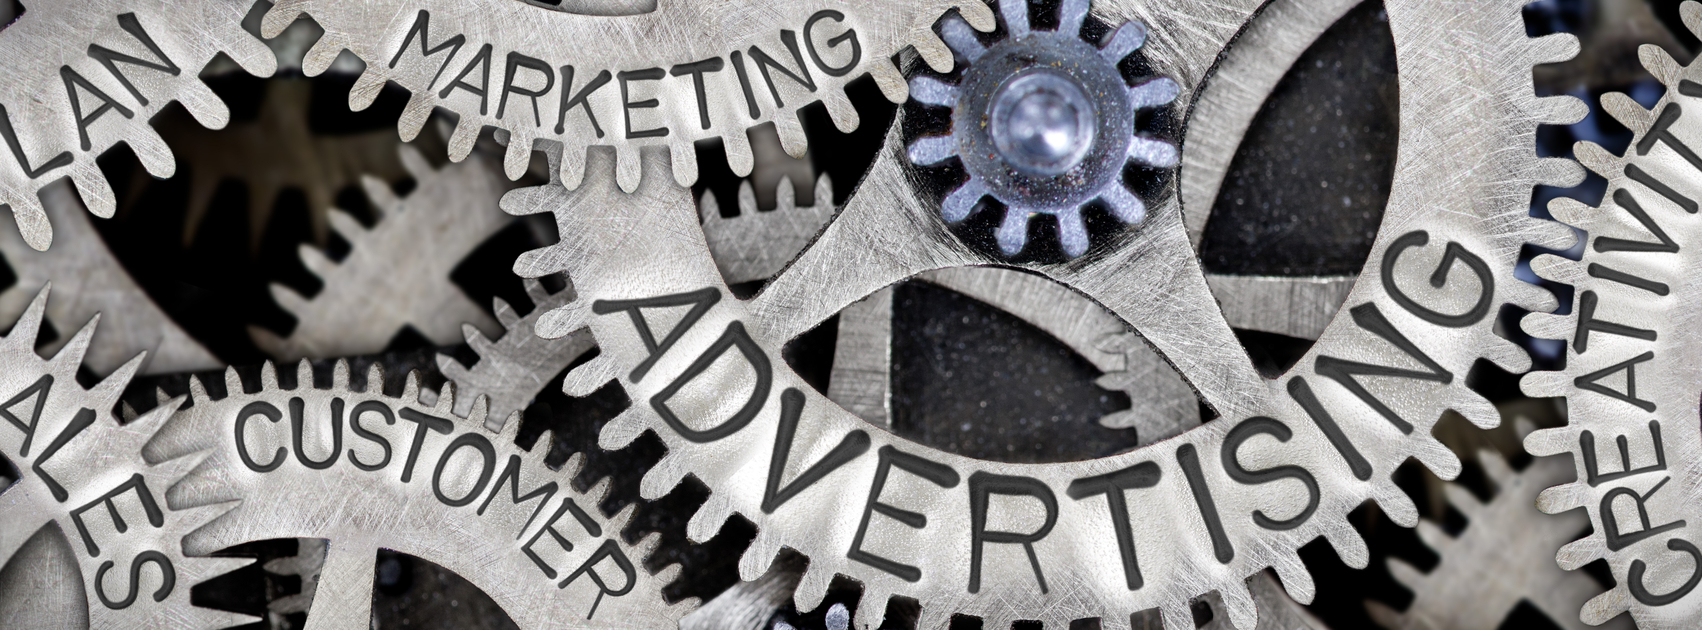 LAN
MARKETING
ADVERTISING
CREATIVIT
CUSTOMER
ALES